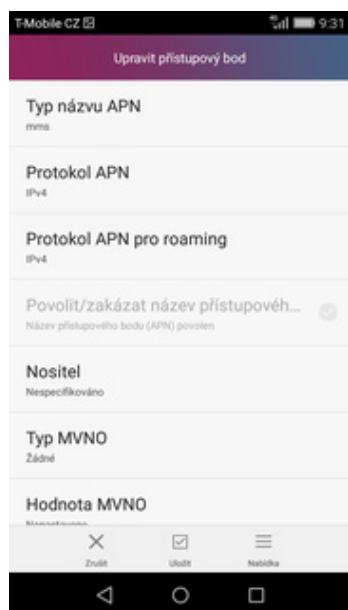 T-Mobile CZ 9:31
Upravit přístupový bod
Typ názvu APN
mms
Protokol APN
IPv4
Protokol APN pro roaming
IPv4
Povolit/zakázat název přístupovéh...
Název přístupového bodu (APN) povolen
Nositel
Nespecifikováno
Typ MVNO
Žádné
Hodnota MVNO
Zrušit Uložit Nabídka